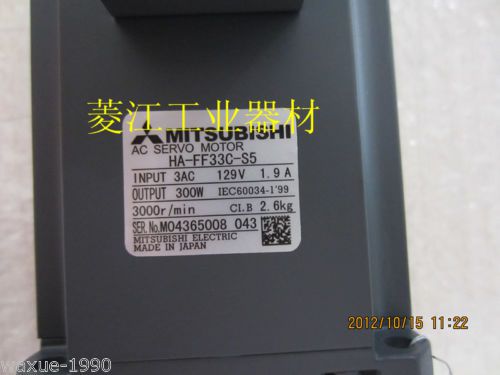 菱江工业器材
MITSUBISHI
AC SERVO MOTOR
HA-FF33C-S5
INPUT 3AC 129V 1.9A
OUTPUT 300W IEC60034-1'99
3000r/min CI.B 2.6kg
SER.No.M04365008 043
MITSUBISHI ELECTRIC
MADE IN JAPAN
2012/10/15 11:22
waxue-1990